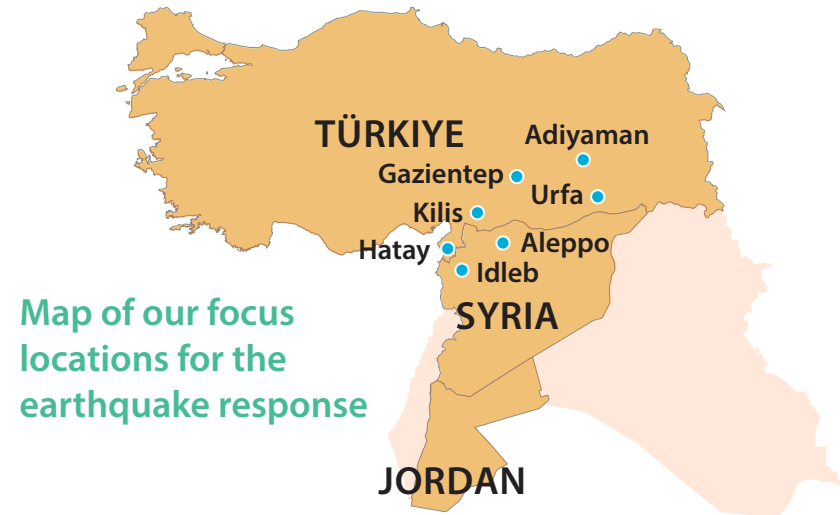 TÜRKIYE
Adiyaman
Gazientep
Urfa
Kilis
Hatay
Aleppo
Idleb
SYRIA
Map of our focus
locations for the
earthquake response
JORDAN